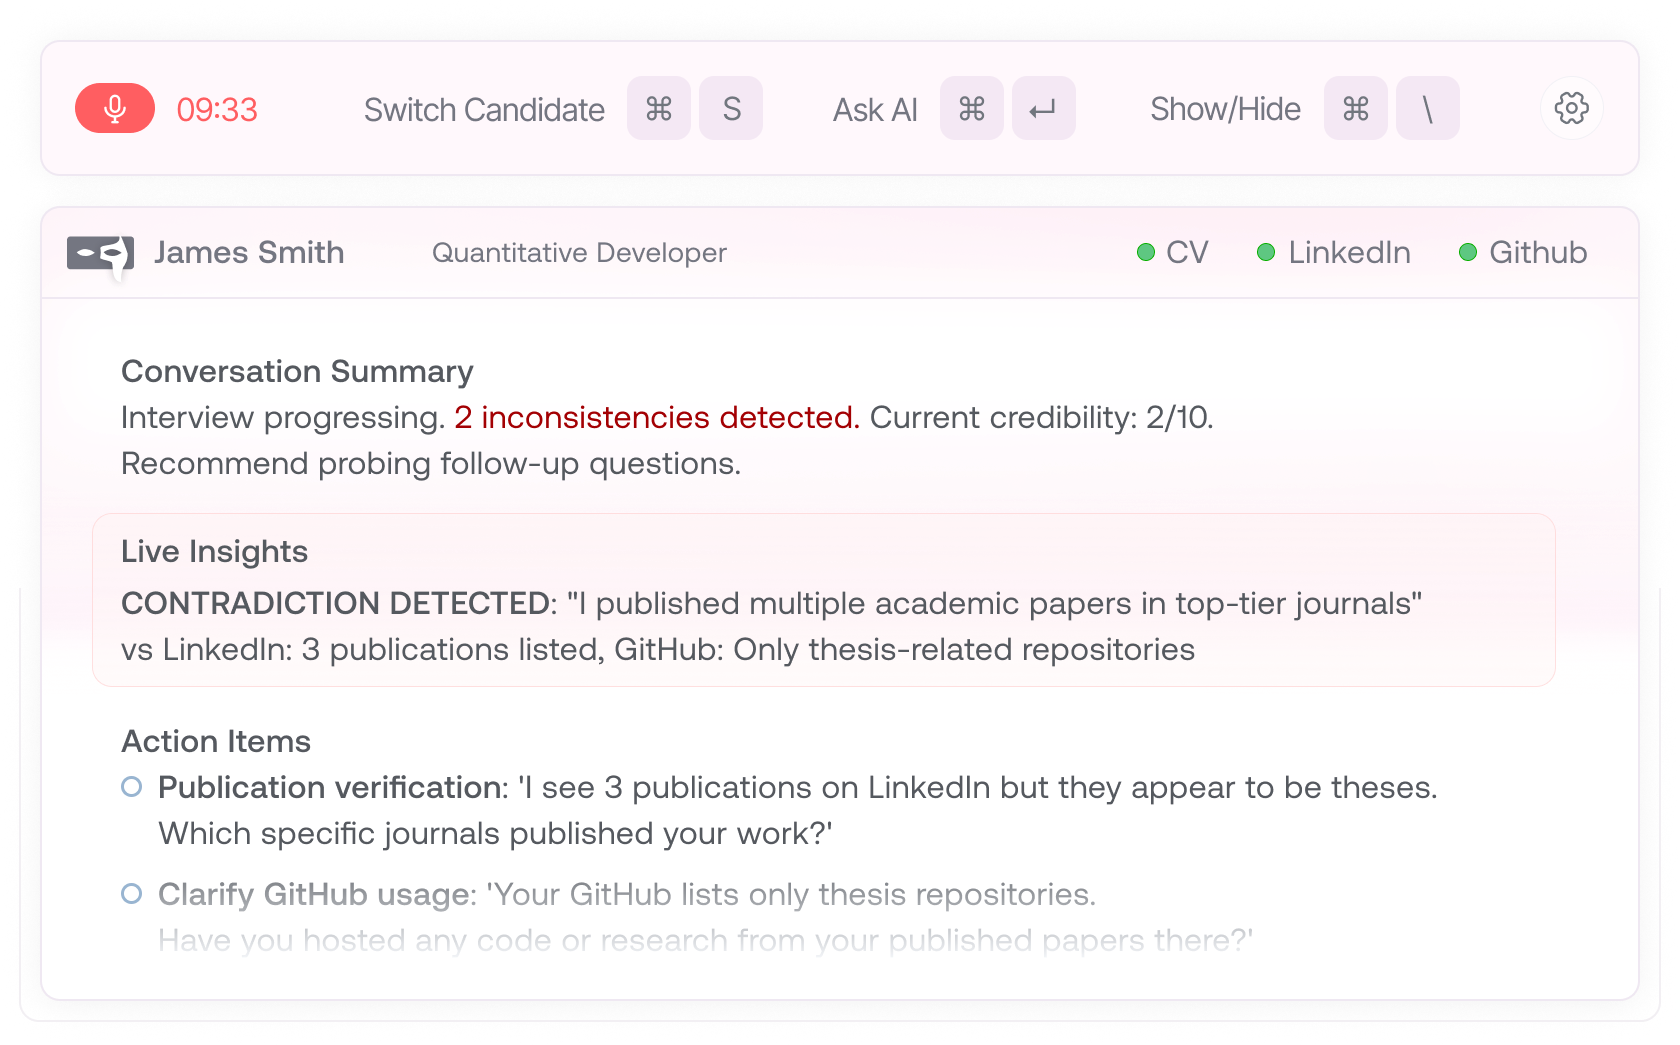 09:33 Switch Candidate ⌘ S Ask AI ⌘ ↵ Show/Hide ⌘ \
James Smith Quantitative Developer CV LinkedIn Github
Conversation Summary
Interview progressing. 2 inconsistencies detected. Current credibility: 2/10.
Recommend probing follow-up questions.
Live Insights
CONTRADICTION DETECTED: "I published multiple academic papers in top-tier journals"
vs LinkedIn: 3 publications listed, GitHub: Only thesis-related repositories
Action Items
Publication verification: 'I see 3 publications on LinkedIn but they appear to be theses.
Which specific journals published your work?'
Clarify GitHub usage: 'Your GitHub lists only thesis repositories.
Have you hosted any code or research from your published papers there?'